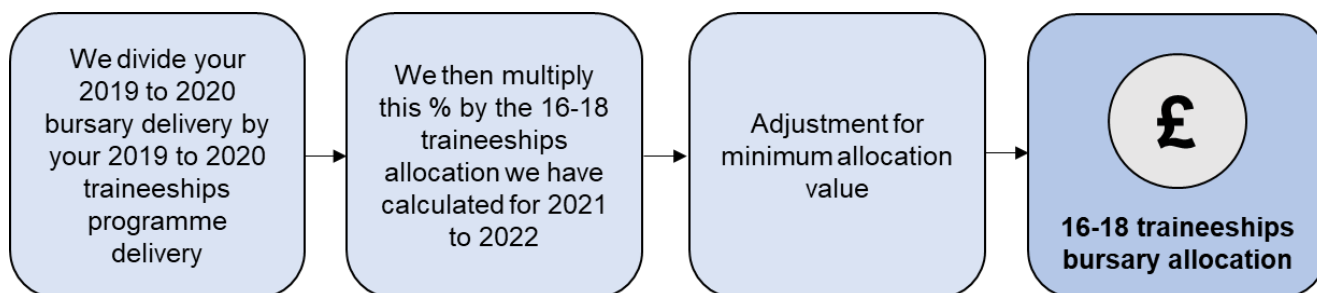 We divide your
2019 to 2020
bursary delivery by
your 2019 to 2020
traineeships
programme
delivery
We then multiply
this % by the 16-18
traineeships
allocation we have
calculated for 2021
to 2022
Adjustment for
minimum allocation
value
£
16-18 traineeships
bursary allocation